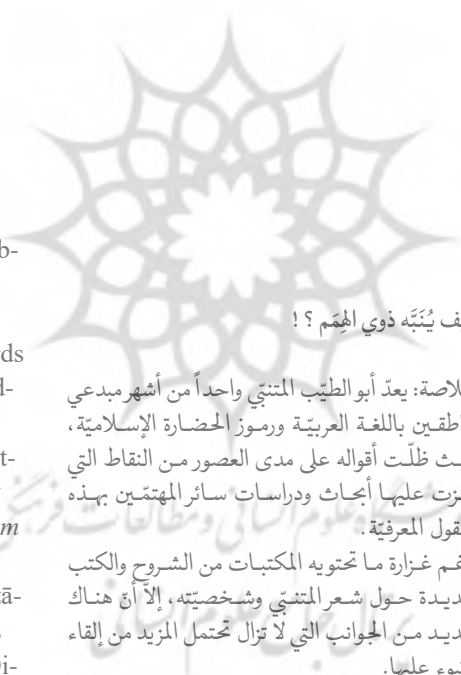 b-
rds
d-
t-
m
ā-
i-
ف يُنَبَّه ذوي الهِمَم ؟ !
لاصة: يعدّ أبو الطيّب المتنبّي واحداً من أشهر مبدعي
اطقين باللغة العربيّة ورموز الحضارة الإسلاميّة،
ـث ظلّت أقواله على مدى العصور من النقاط التي
زت عليها أبحاث ودراسات سائر المهتمّين بهذه
قول المعرفيّة.
غم غزارة ما تحتويه المكتبات من الشروح والكتب
ديدة حول شعر المتنبّي وشخصيّته، إلاّ أنّ هناك
ديد من الجوانب التي لا تزال تحتمل المزيد من إلقاء
ضوء عليها.